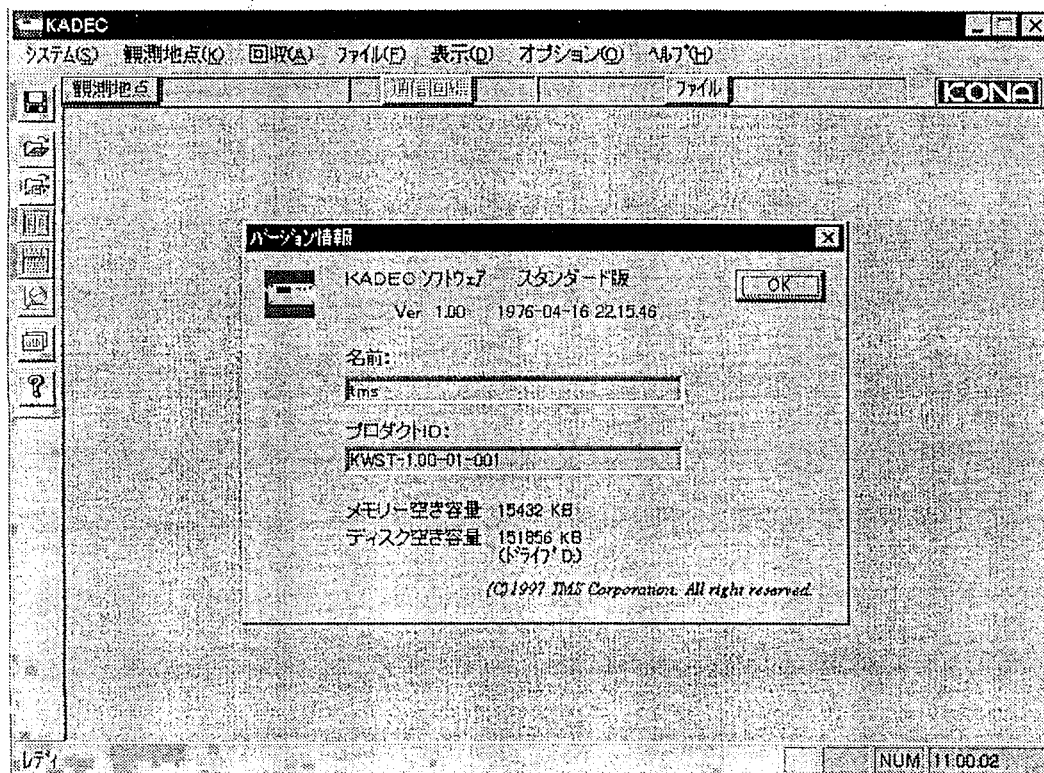 KADEC
システム(S) 観測地点(K) 回収(A) ファイル(F) 表示(D) オプション(O) ヘルプ(H)
観測地点 通信回線 ファイル KONA
バージョン情報
KADEC ソフトウェア スタンダード版
OK
Ver 1.00 1976-04-16 22.15.46
名前:
tms
プロダクトID:
KWST-1.00-01-001
メモリー空き容量 15432 KB
ディスク空き容量 151856 KB
(ドライブ D:)
(C)1997 TMS Corporation. All right reserved.
レディ NUM 11:00:02